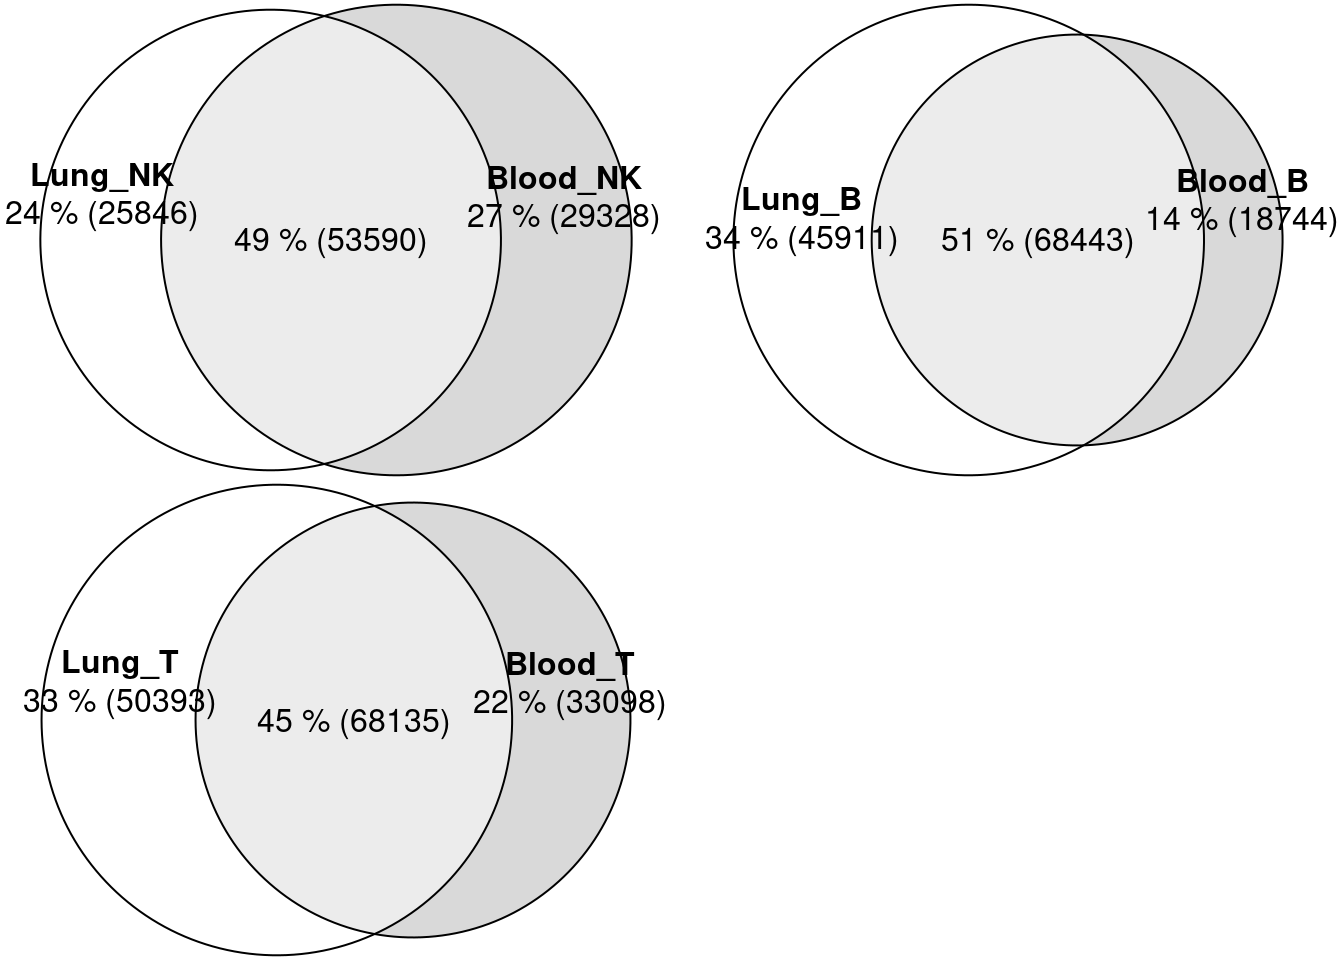 Lung_NK
24 % (25846)
49 % (53590)
Blood_NK
27 % (29328)
Lung_B
34 % (45911)
51 % (68443)
Blood_B
14 % (18744)
Lung_T
33 % (50393)
45 % (68135)
Blood_T
22 % (33098)